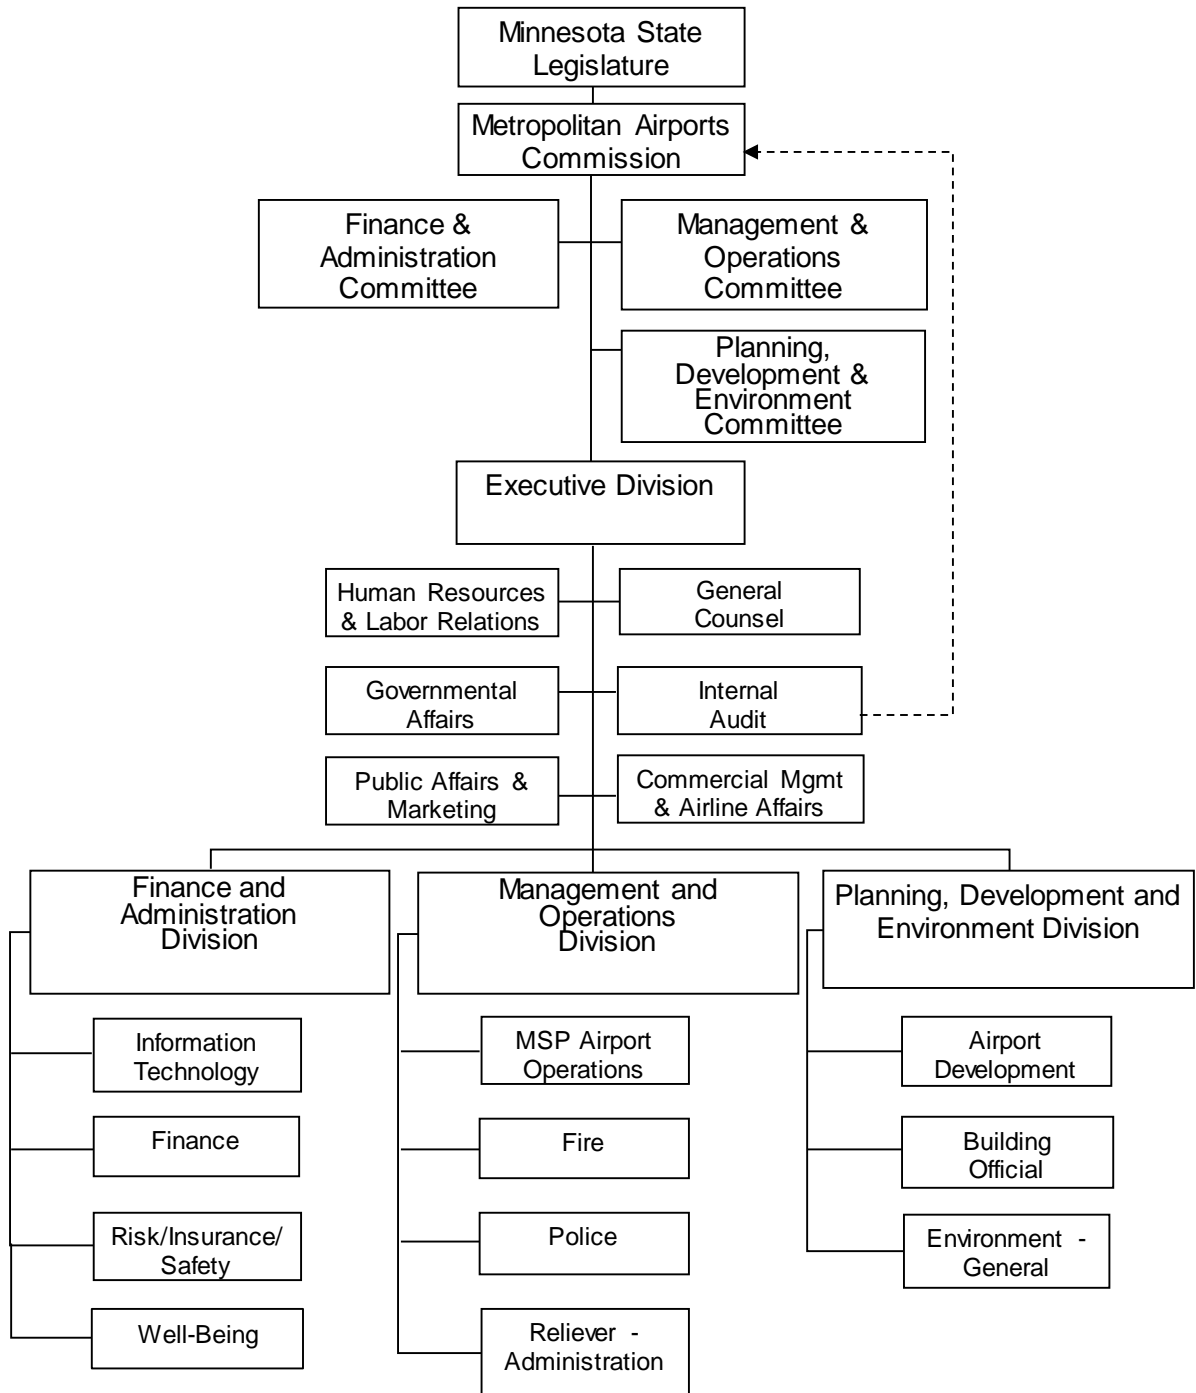 Minnesota State
Legislature
Metropolitan Airports
Commission
Finance &
Administration
Committee
Management &
Operations
Committee
Planning,
Development &
Environment
Committee
Executive Division
Human Resources
& Labor Relations
General
Counsel
Governmental
Affairs
Internal
Audit
Public Affairs &
Marketing
Commercial Mgmt
& Airline Affairs
Finance and
Administration
Division
Management and
Operations
Division
Planning, Development and
Environment Division
Information
Technology
Finance
Risk/Insurance/
Safety
Well-Being
MSP Airport
Operations
Fire
Police
Reliever -
Administration
Airport
Development
Building
Official
Environment -
General